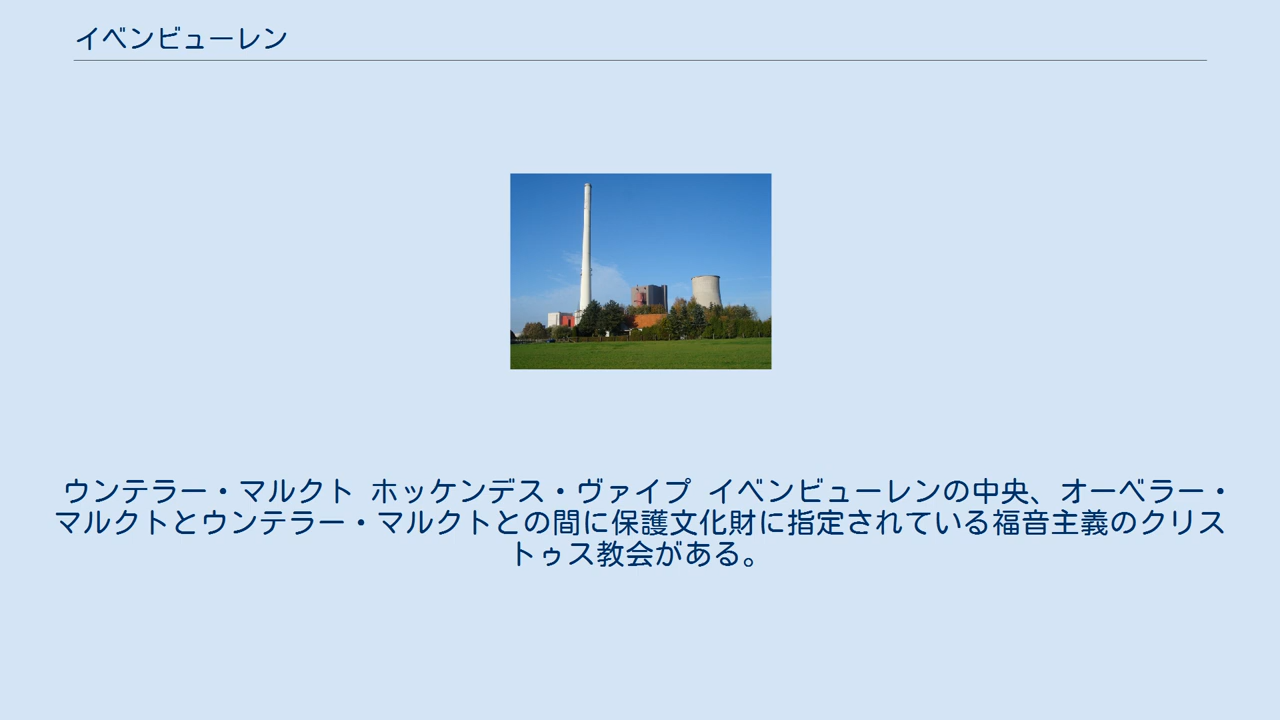 イベンビューレン
ウンテラー・マルクト ホッケンデス・ヴァイプ イベンビューレンの中央、オーベラー・
マルクトとウンテラー・マルクトとの間に保護文化財に指定されている福音主義のクリス
トゥス教会がある。